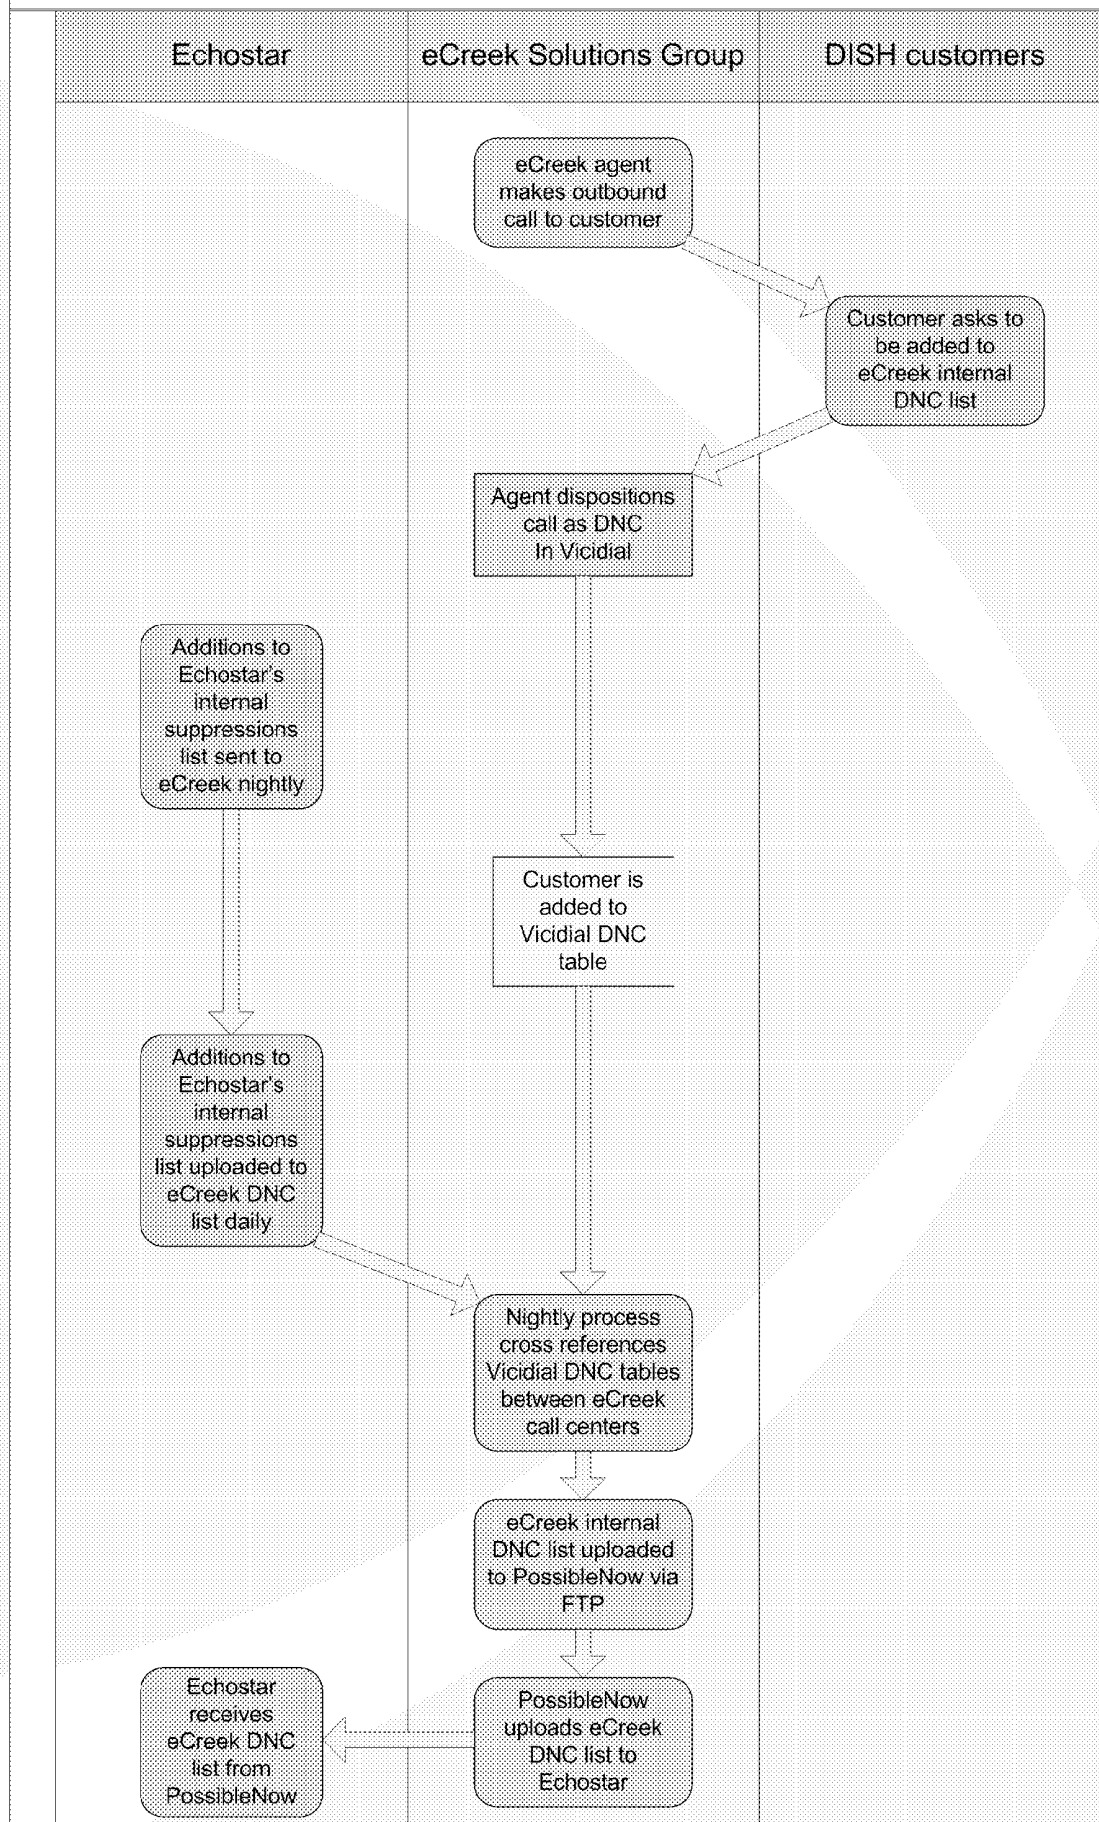 Echostar
eCreek Solutions Group
DISH customers
eCreek agent
makes outbound
call to customer
Customer asks to
be added to
eCreek internal
DNC list
Agent dispositions
call as DNC
In Vicidial
Additions to
Echostar's
internal
suppressions
list sent to
eCreek nightly
Customer is
added to
Vicidial DNC
table
Additions to
Echostar's
internal
suppressions
list uploaded to
eCreek DNC
list daily
Nightly process
cross references
Vicidial DNC tables
between eCreek
call centers
eCreek internal
DNC list uploaded
to PossibleNow via
FTP
Echostar
receives
eCreek DNC
list from
PossibleNow
PossibleNow
uploads eCreek
DNC list to
Echostar